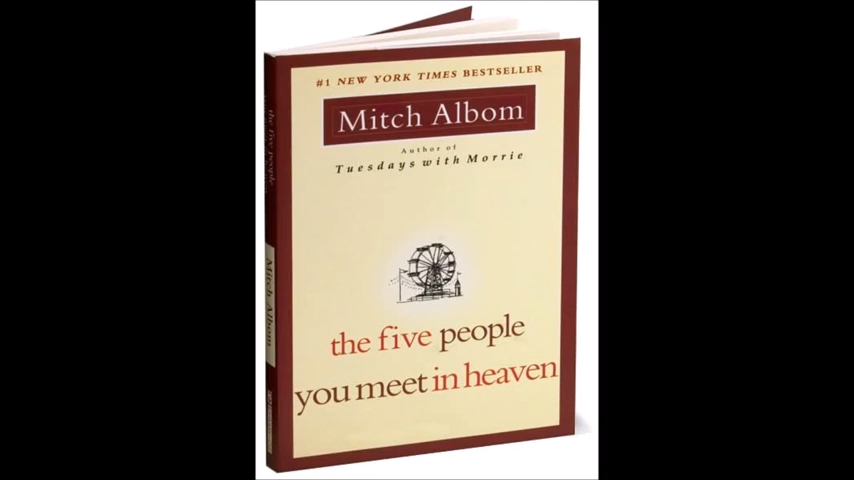 #1 NEW YORK TIMES BESTSELLER
Mitch Albom
Author of
Tuesdays with Morrie
the five people
you meet in heaven
the five people
Mitch Albom